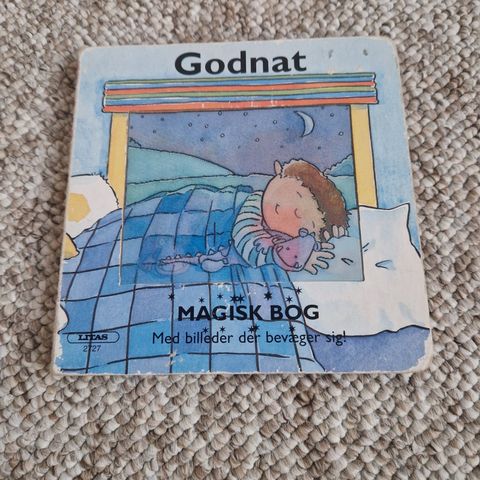 Godnat
MAGISK BOG
Med billeder der bevæger sig!
LITAS
2727